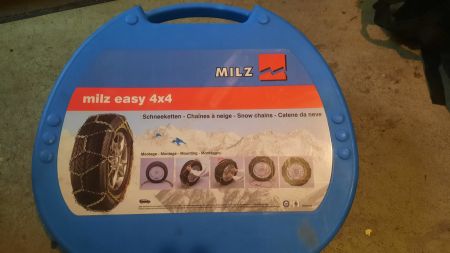 MILZ
milz easy 4x4
Schneeketten - Chaînes à neige - Snow chains - Catene da neve
Montage - Montage - Mounting - Montaggio